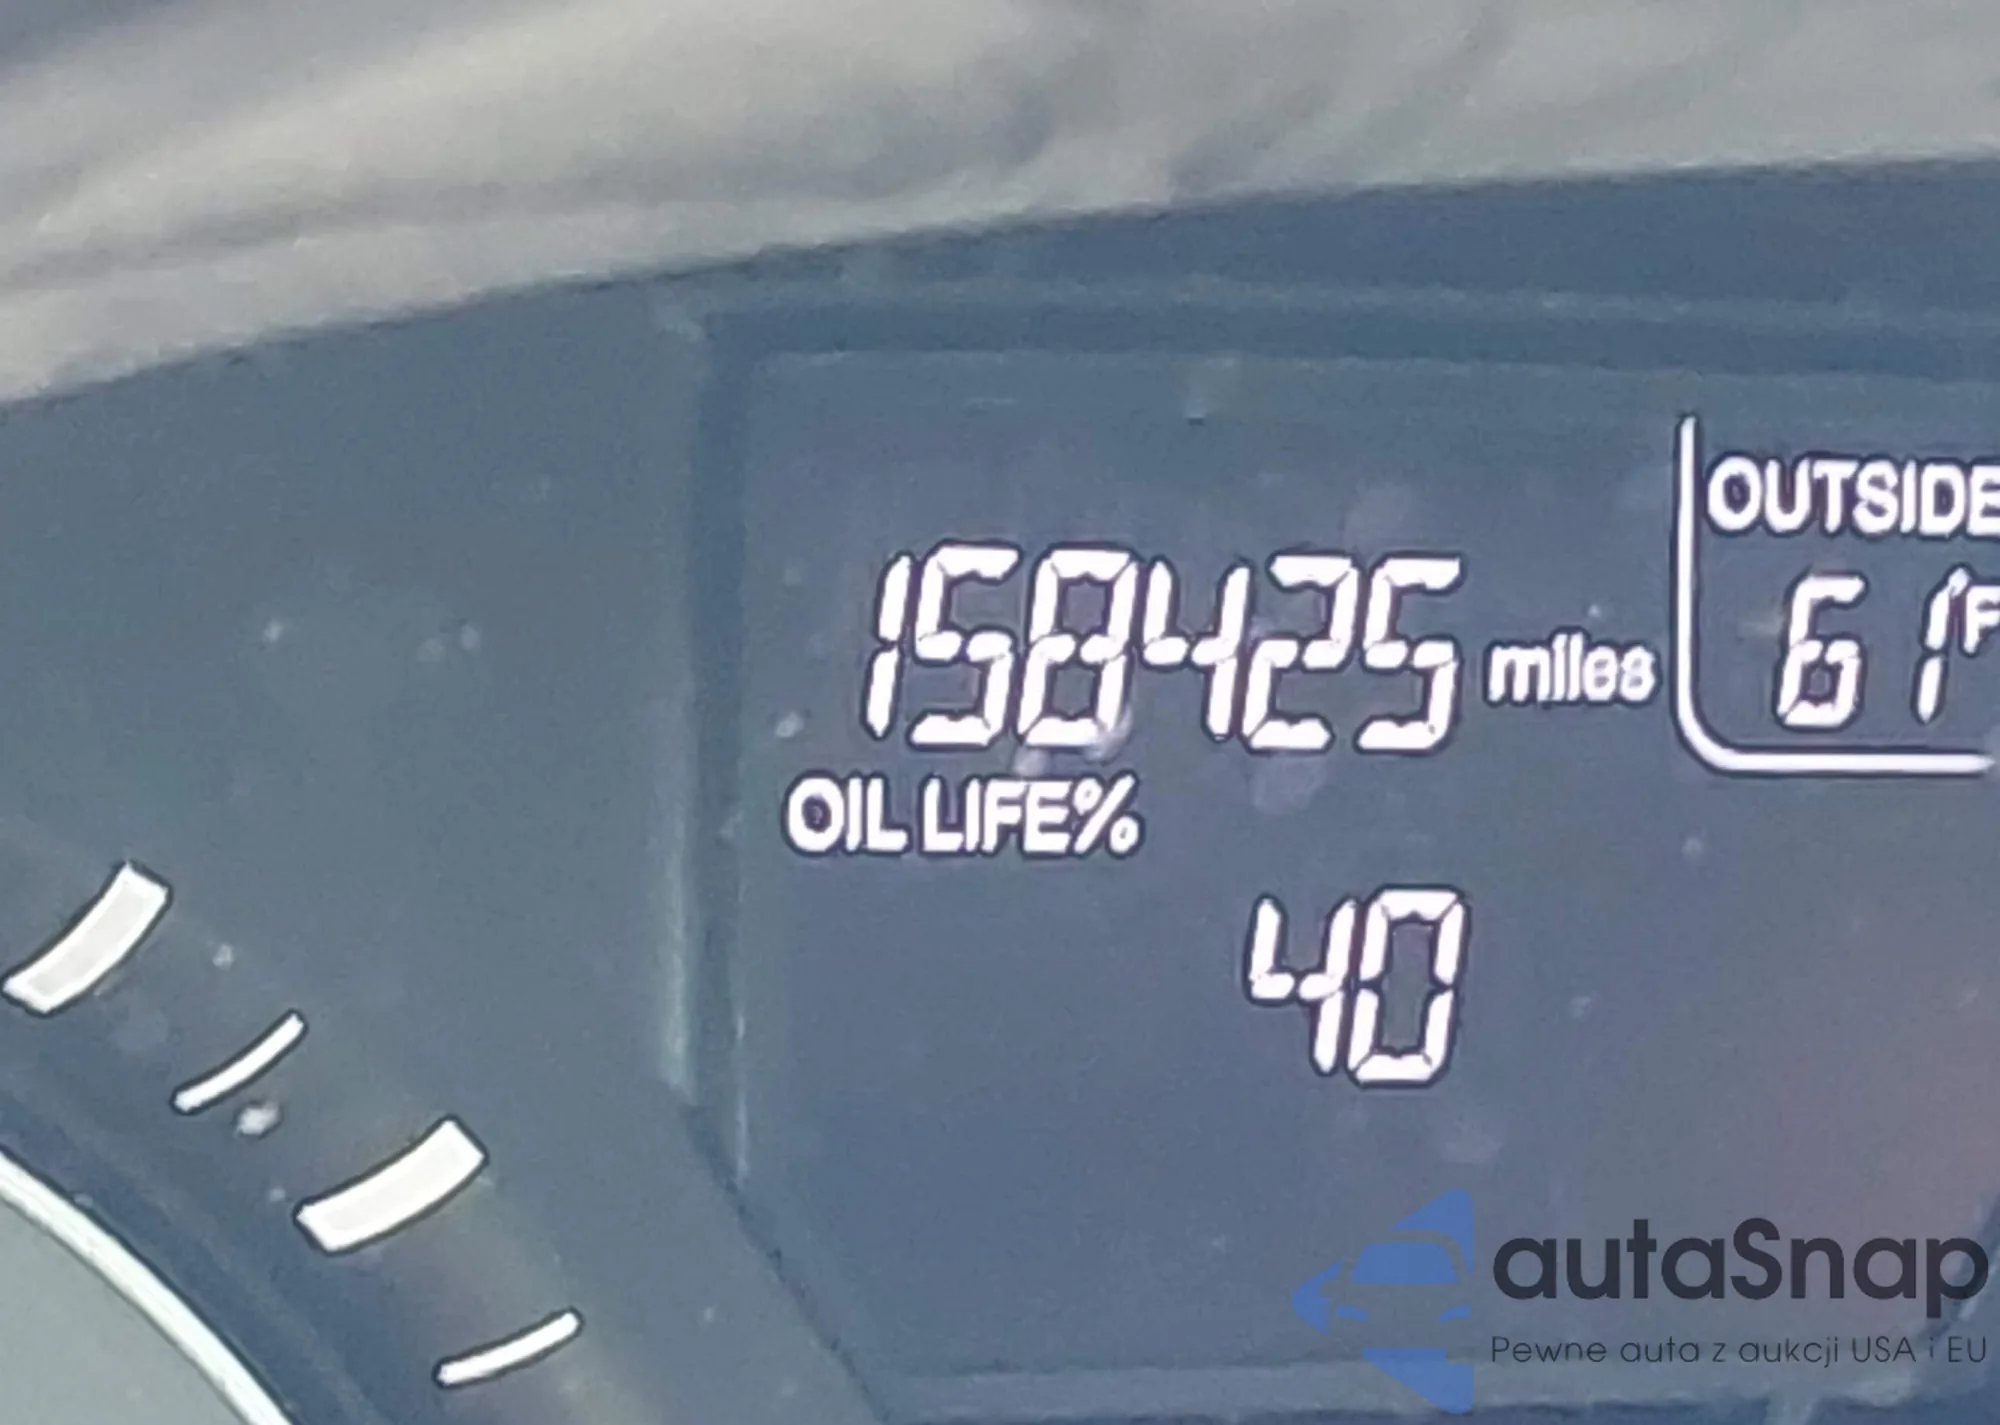 OUTSIDE
158425 miles
61°F
OIL LIFE%
40
autaSnap
Pewne auta z aukcji USA i EU